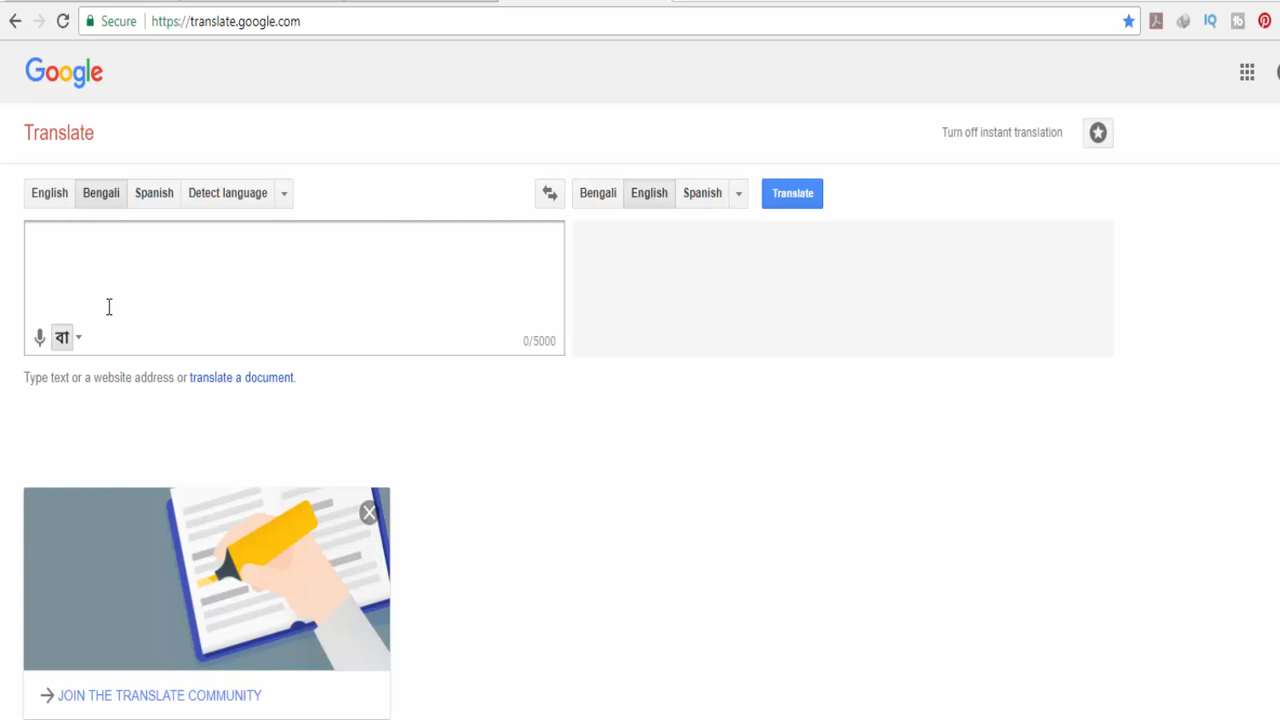 Secure https://translate.google.com
Google
Translate
Turn off instant translation
English Bengali Spanish Detect language
Bengali English Spanish Translate
বা
0/5000
Type text or a website address or translate a document.
JOIN THE TRANSLATE COMMUNITY